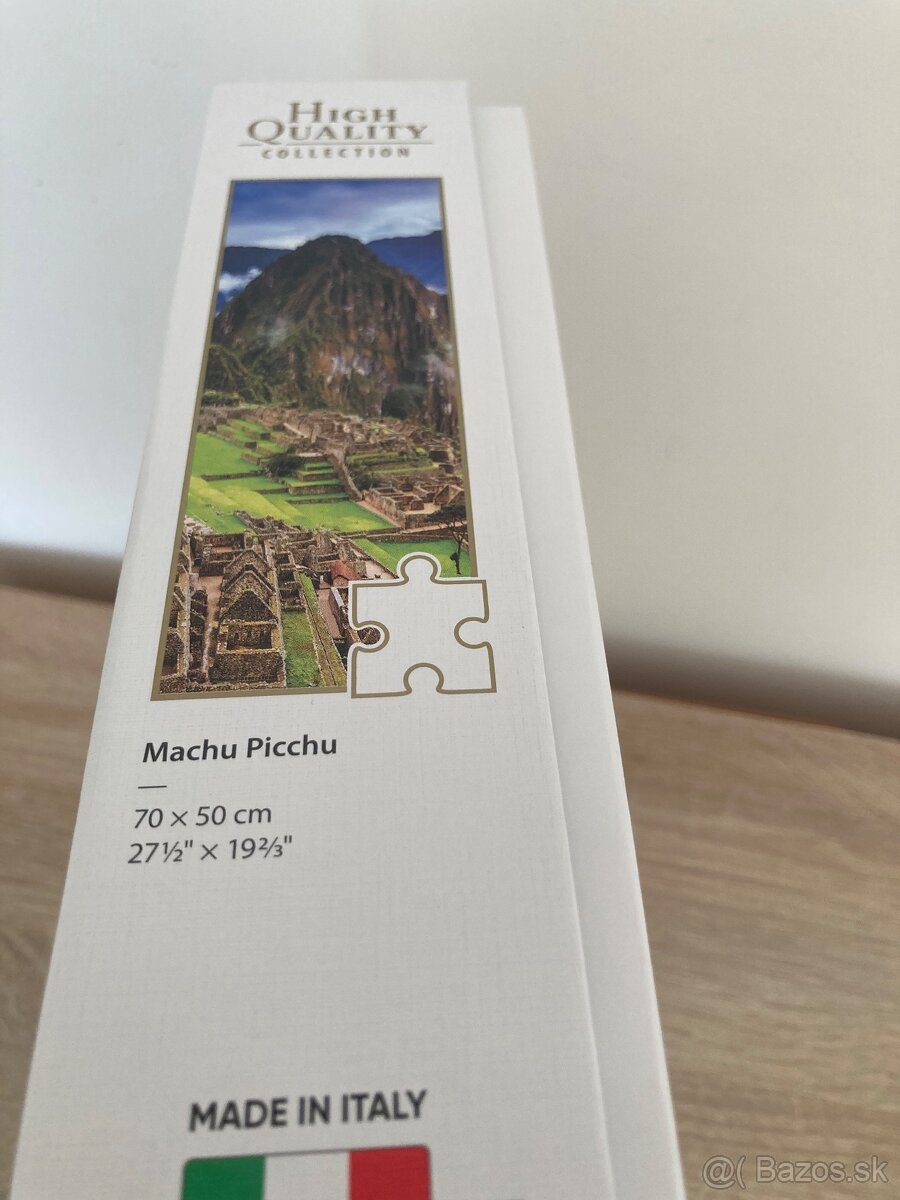 HIGH
QUALITY
COLLECTION
Machu Picchu
70 × 50 cm
27½" × 19⅔"
MADE IN ITALY
@( Bazos.sk